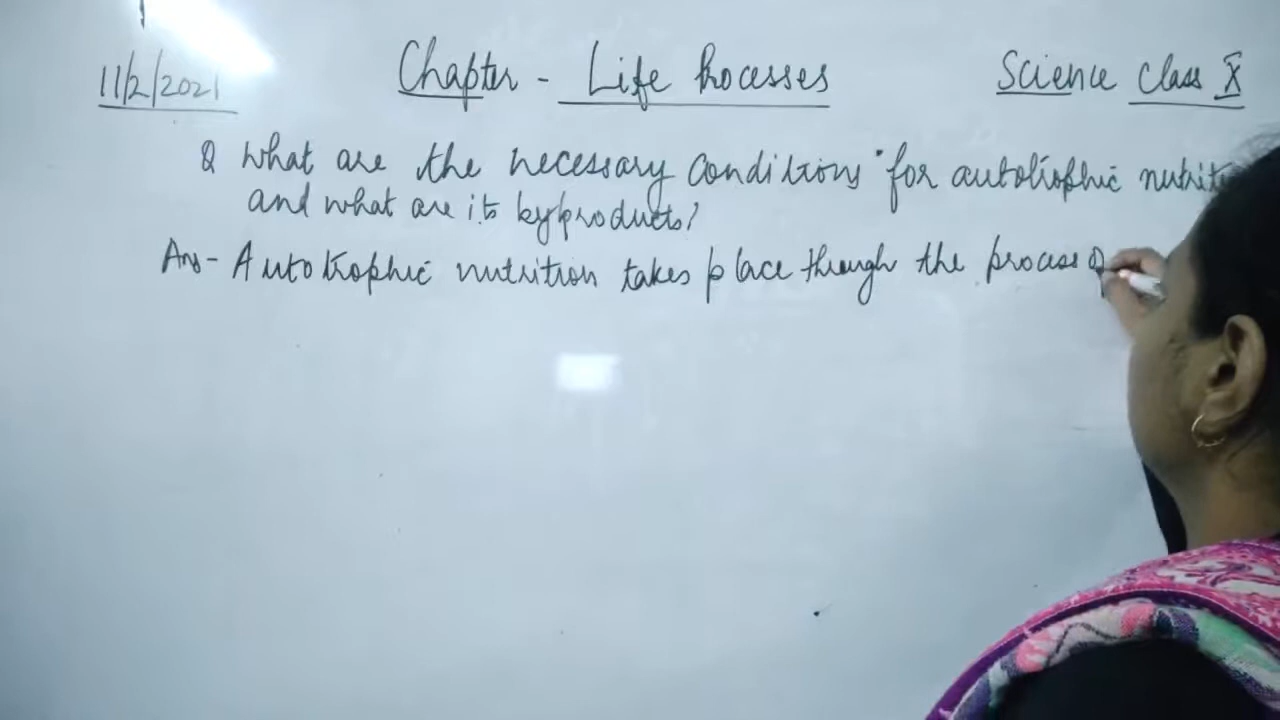 11/2/2021 Chapter - Life Processes Science Class X
Q What are the necessary conditions for autotrophic
and what are its byproducts?
Ans - Autotrophic nutrition takes place through the process